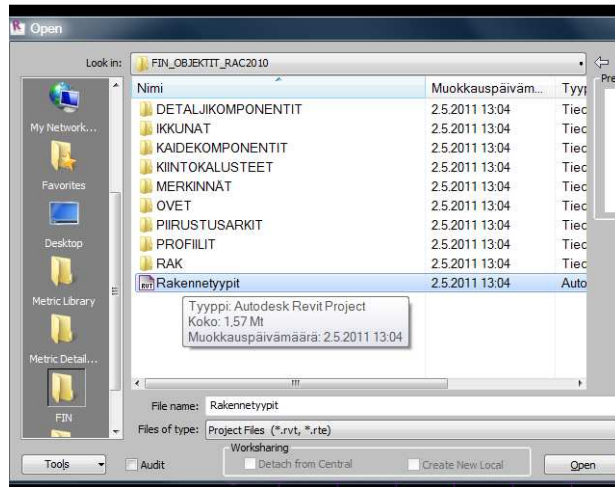 Open
Look in: FIN_OBJEKTIT_RAC2010
Pre
Nimi Muokkauspäiväm... Tyyp
DETALJIKOMPONENTIT 2.5.2011 13:04 Tied
IKKUNAT 2.5.2011 13:04 Tied
KAIDEKOMPONENTIT 2.5.2011 13:04 Tied
KIINTOKALUSTEET 2.5.2011 13:04 Tied
MERKINNÄT 2.5.2011 13:04 Tied
OVET 2.5.2011 13:04 Tied
PIIRUSTUSARKIT 2.5.2011 13:04 Tied
PROFIILIT 2.5.2011 13:04 Tied
RAK 2.5.2011 13:04 Tied
RVT Rakennetyypit 2.5.2011 13:04 Auto
Tyyppi: Autodesk Revit Project
Koko: 1,57 Mt
Muokkauspäivämäärä: 2.5.2011 13:04
My Network...
Favorites
Desktop
Metric Library
Metric Detail...
FIN
File name: Rakennetyypit
Files of type: Project Files (*.rvt, *.rte)
Worksharing
Tools Audit Detach from Central Create New Local Open